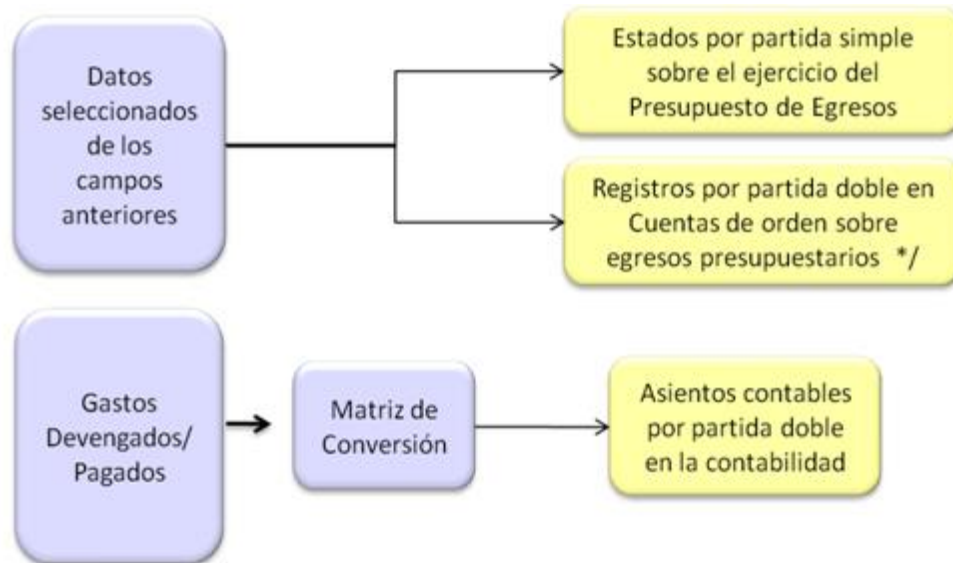 Datos
seleccionados
de los
campos
anteriores
Estados por partida simple
sobre el ejercicio del
Presupuesto de Egresos
Registros por partida doble en
Cuentas de orden sobre
egresos presupuestarios */
Gastos
Devengados/
Pagados
Matriz de
Conversión
Asientos contables
por partida doble
en la contabilidad